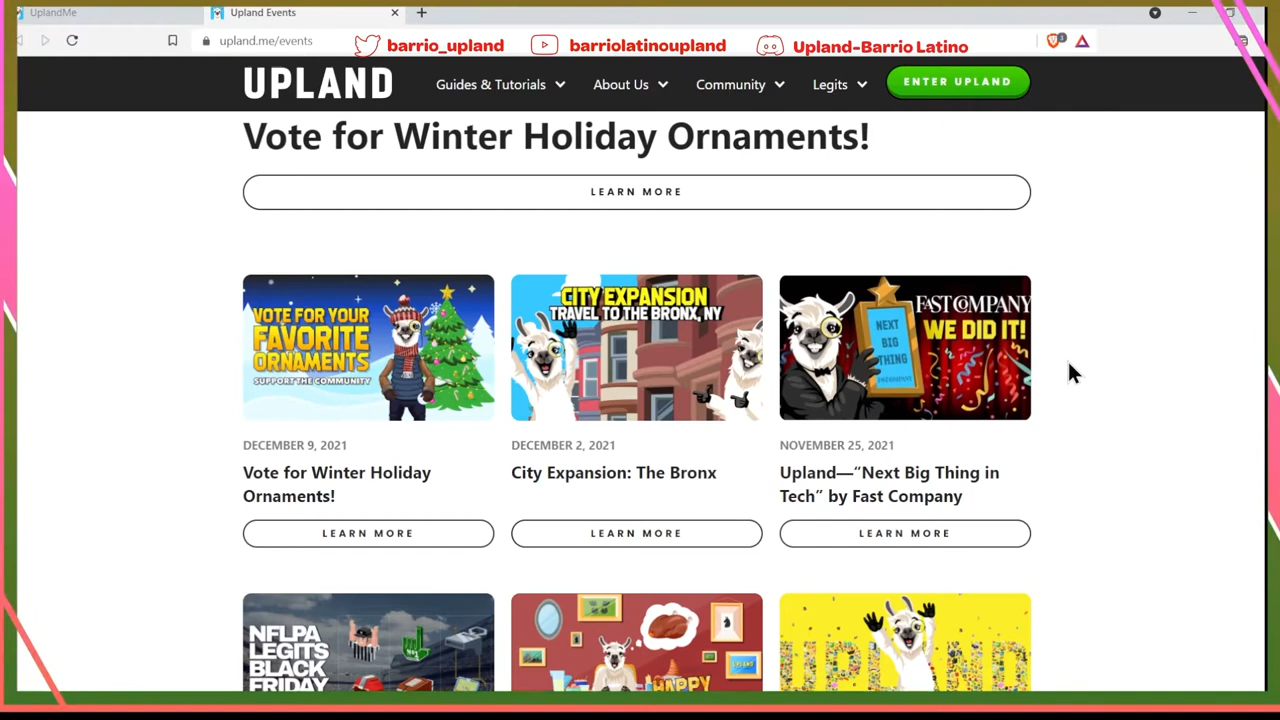 UplandMe
Upland Events
upland.me/events
barrio_upland
barriolatinoupland
Upland-Barrio Latino
UPLAND
Guides & Tutorials
About Us
Community
Legits
ENTER UPLAND
Vote for Winter Holiday Ornaments!
LEARN MORE
VOTE FOR YOUR
FAVORITE
ORNAMENTS
SUPPORT THE COMMUNITY
CITY EXPANSION
TRAVEL TO THE BRONX, NY
FAST COMPANY
WE DID IT!
NEXT
BIG
THING
DECEMBER 9, 2021
Vote for Winter Holiday
Ornaments!
LEARN MORE
DECEMBER 2, 2021
City Expansion: The Bronx
LEARN MORE
NOVEMBER 25, 2021
Upland—“Next Big Thing in
Tech” by Fast Company
LEARN MORE
NFLPA
LEGITS
BLACK
FRIDAY
UPLAND
HAPPY
UPLAND